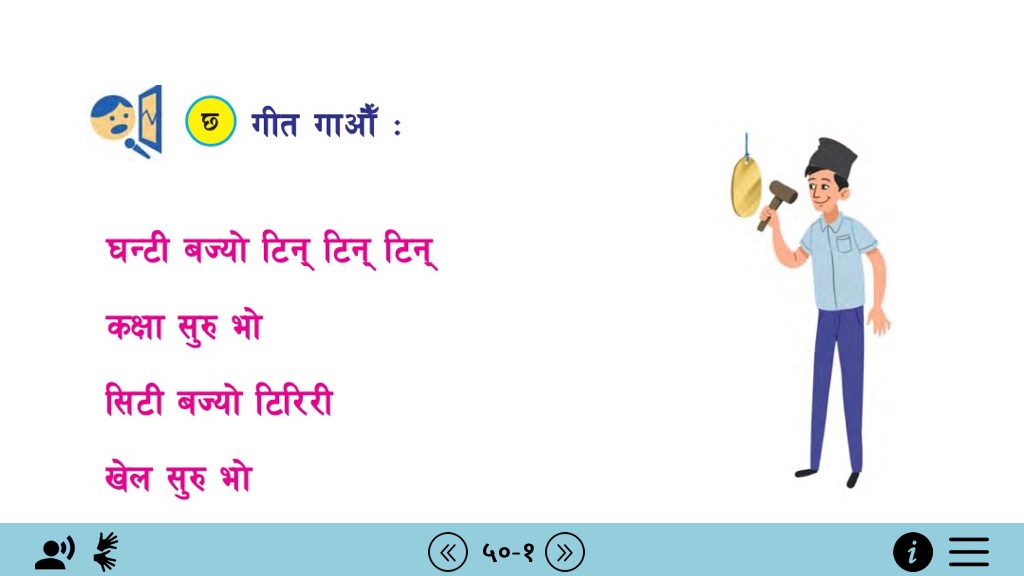 छ गीत गाऔँ :
घन्टी बज्यो टिन् टिन् टिन्
कक्षा सुरु भो
सिटी बज्यो टिरिरी
खेल सुरु भो
५०-१